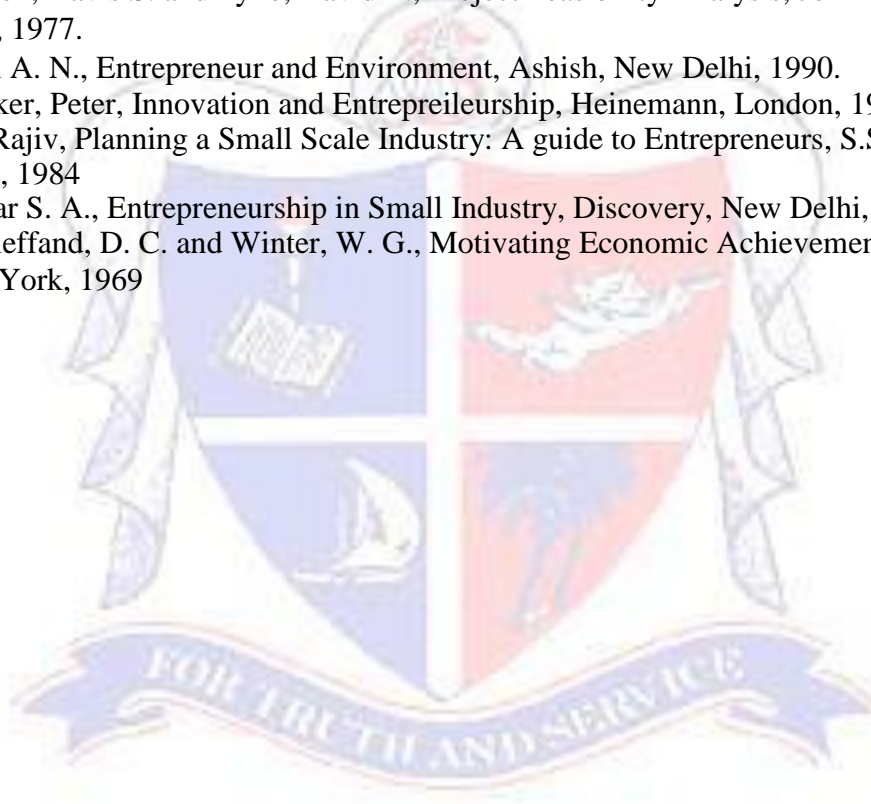 , 1977.
A. N., Entrepreneur and Environment, Ashish, New Delhi, 1990.
ker, Peter, Innovation and Entrepreileurship, Heinemann, London, 19
Rajiv, Planning a Small Scale Industry: A guide to Entrepreneurs, S.S
, 1984
ar S. A., Entrepreneurship in Small Industry, Discovery, New Delhi,
effand, D. C. and Winter, W. G., Motivating Economic Achievemen
York, 1969
FOR TRUTH AND SERVICE